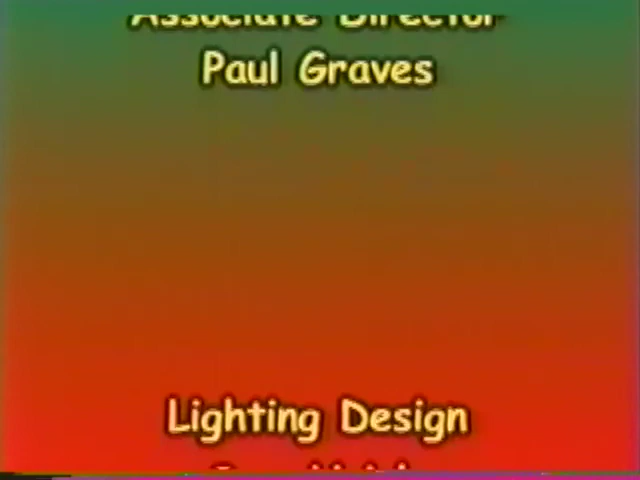 Associate Director
Paul Graves
Lighting Design